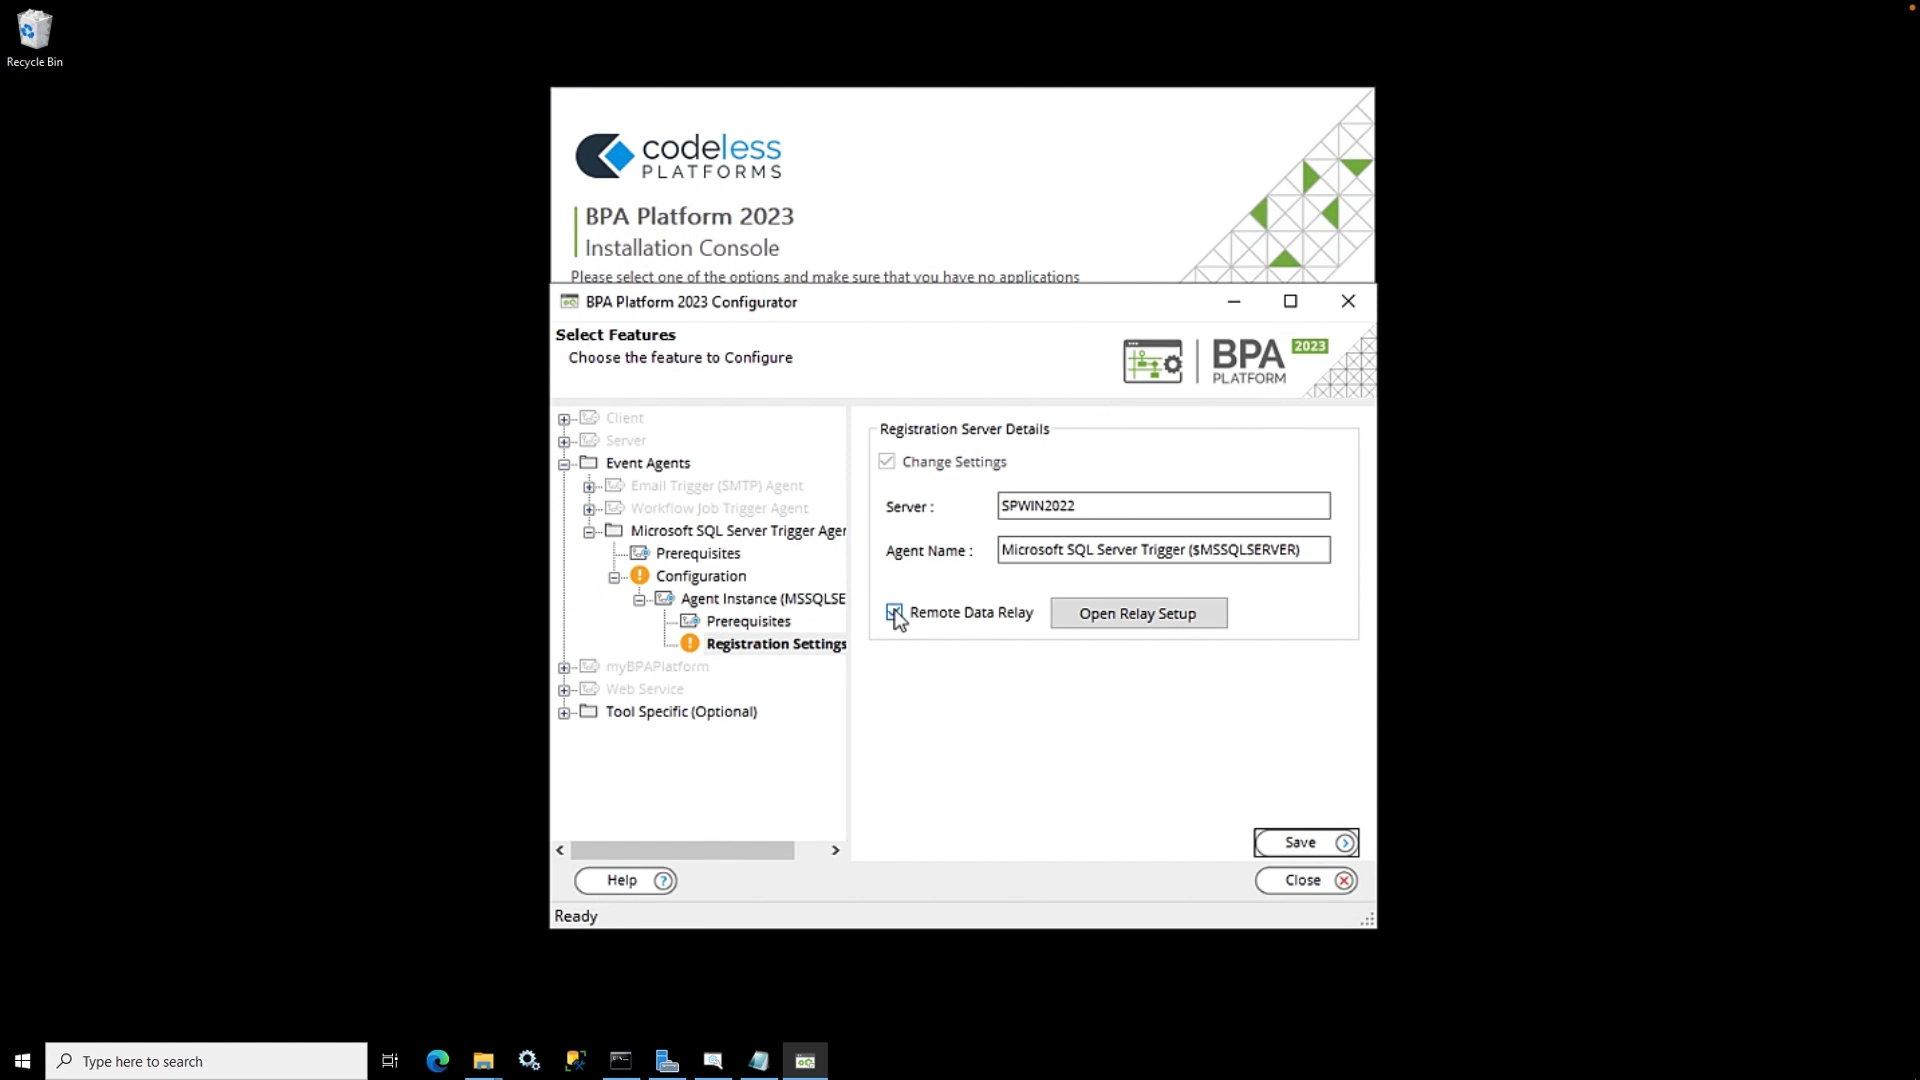 Recycle Bin
codeless
PLATFORMS
BPA Platform 2023
Installation Console
Please select one of the options and make sure that you have no applications
BPA Platform 2023 Configurator
Select Features
Choose the feature to Configure
BPA 2023
PLATFORM
Client
Server
Event Agents
Email Trigger (SMTP) Agent
Workflow Job Trigger Agent
Microsoft SQL Server Trigger Ager
Prerequisites
Configuration
Agent Instance (MSSQLSE
Prerequisites
Registration Settings
myBPAPlatform
Web Service
Tool Specific (Optional)
Registration Server Details
Change Settings
Server : SPWIN2022
Agent Name : Microsoft SQL Server Trigger ($MSSQLSERVER)
Remote Data Relay Open Relay Setup
Save
Help
Close
Ready
Type here to search